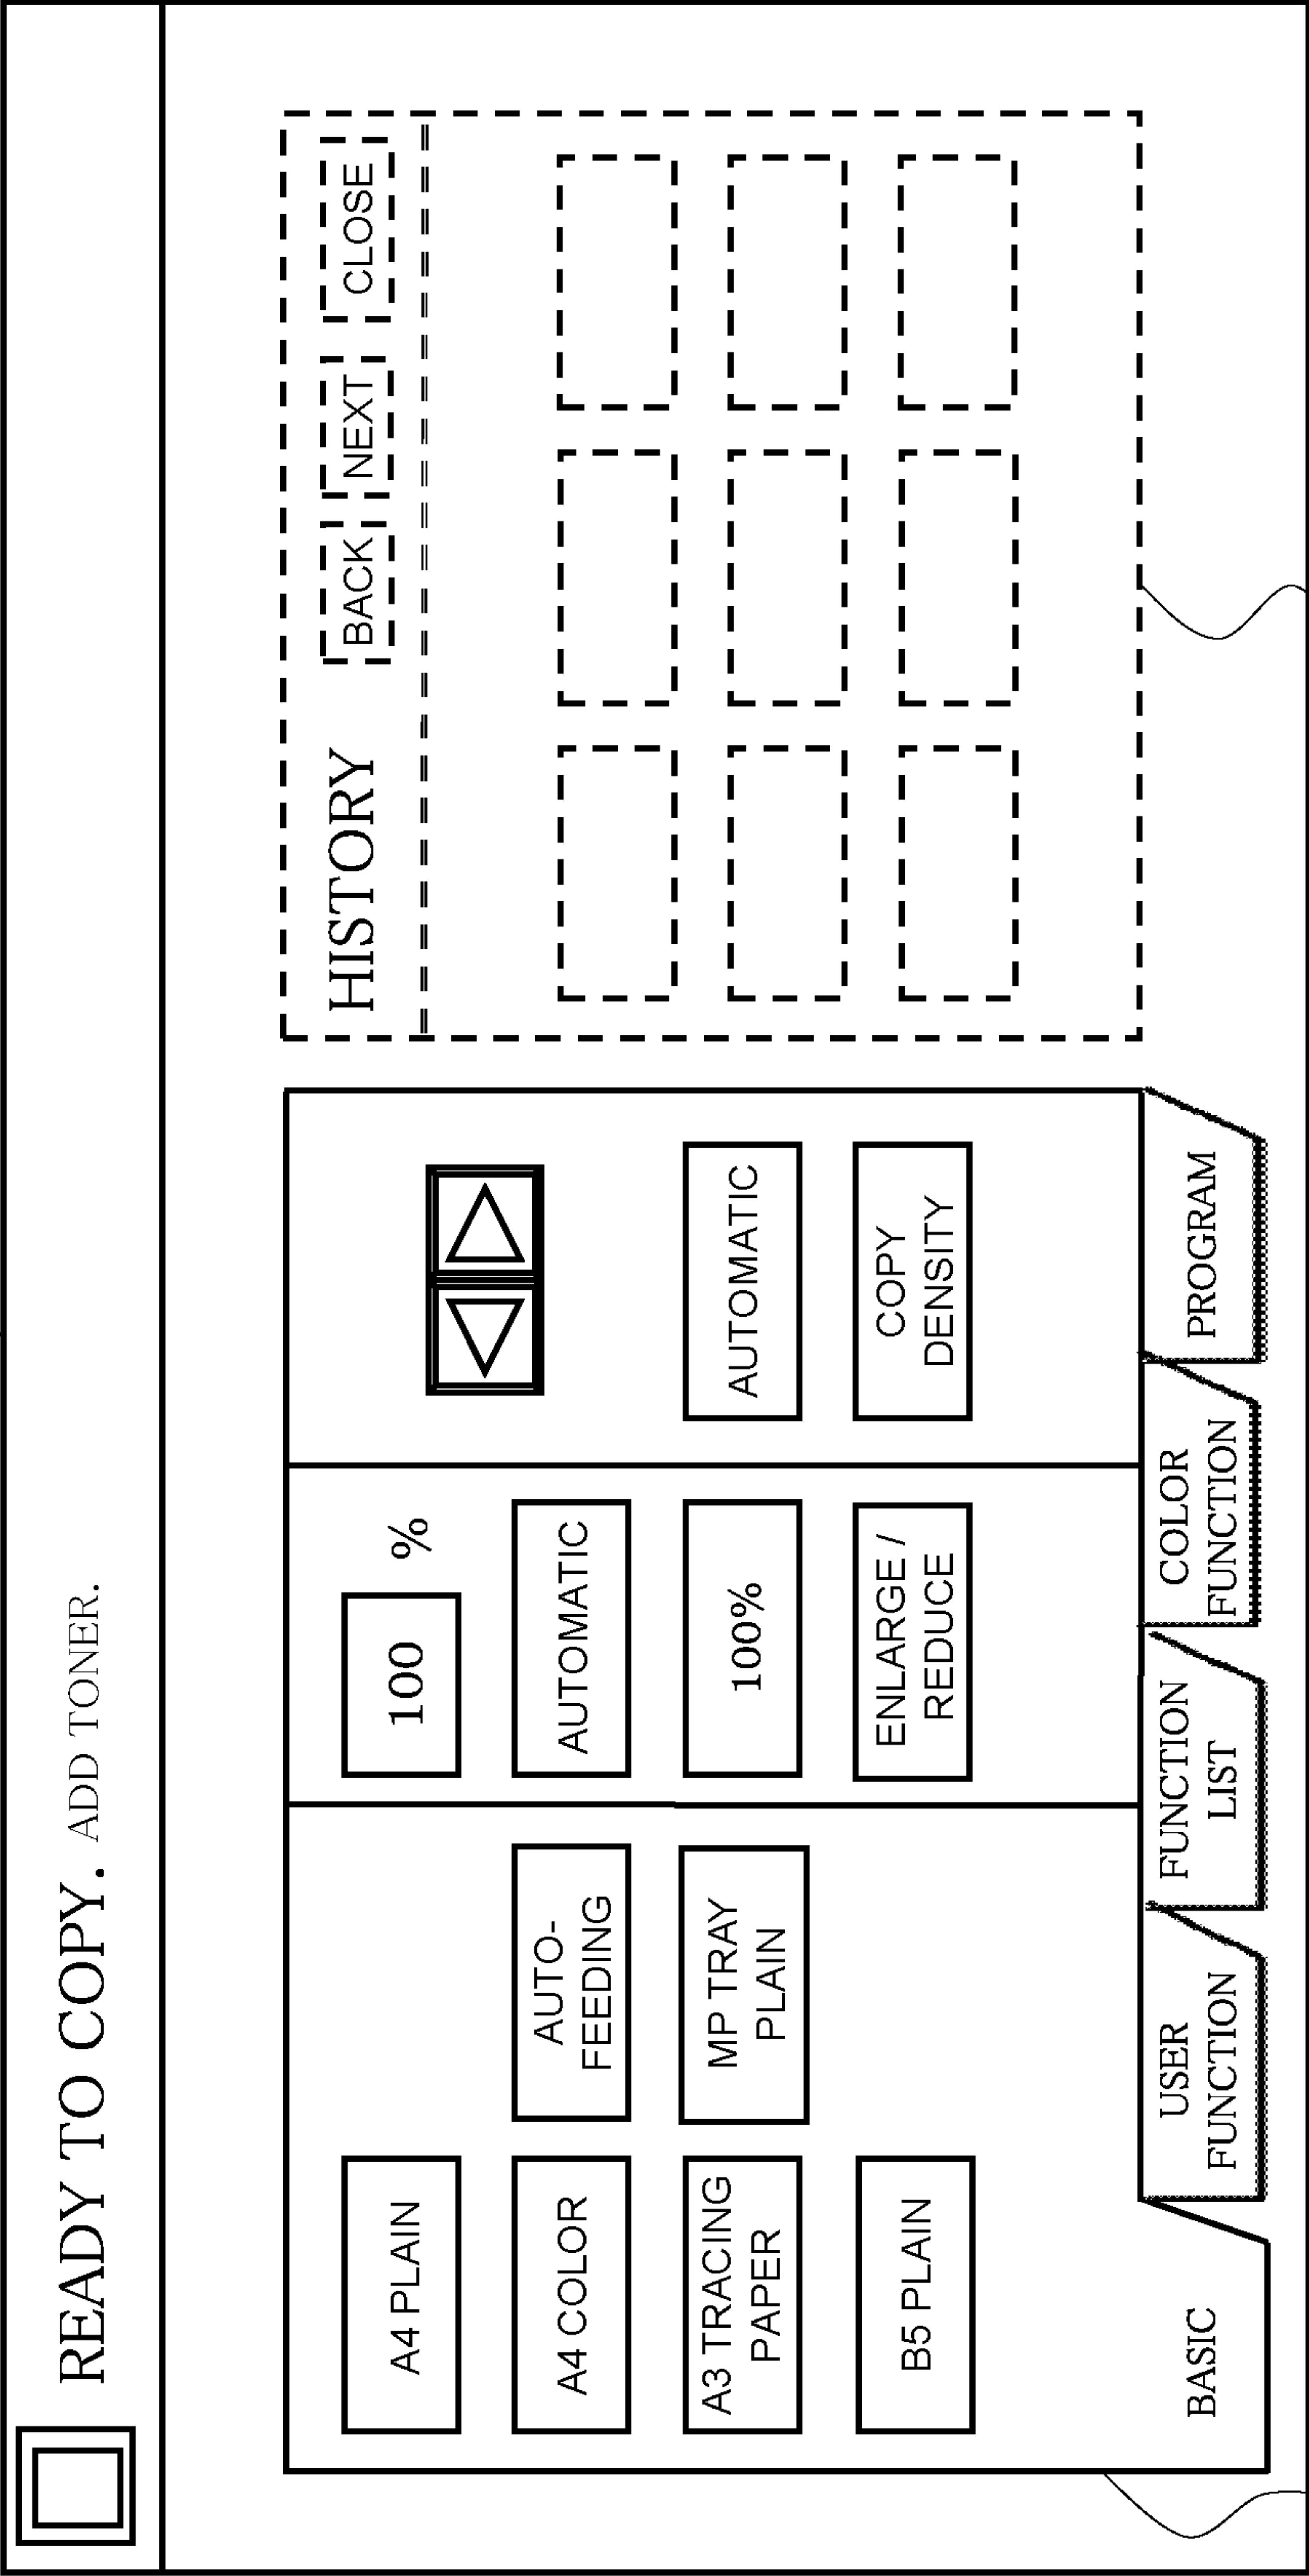 READY TO COPY. ADD TONER.
A4 PLAIN
A4 COLOR
AUTO-
FEEDING
A3 TRACING
PAPER
MP TRAY
PLAIN
B5 PLAIN
100 %
AUTOMATIC
100%
ENLARGE /
REDUCE
AUTOMATIC
COPY
DENSITY
HISTORY
BACK
NEXT
CLOSE
BASIC
USER
FUNCTION
FUNCTION
LIST
COLOR
FUNCTION
PROGRAM